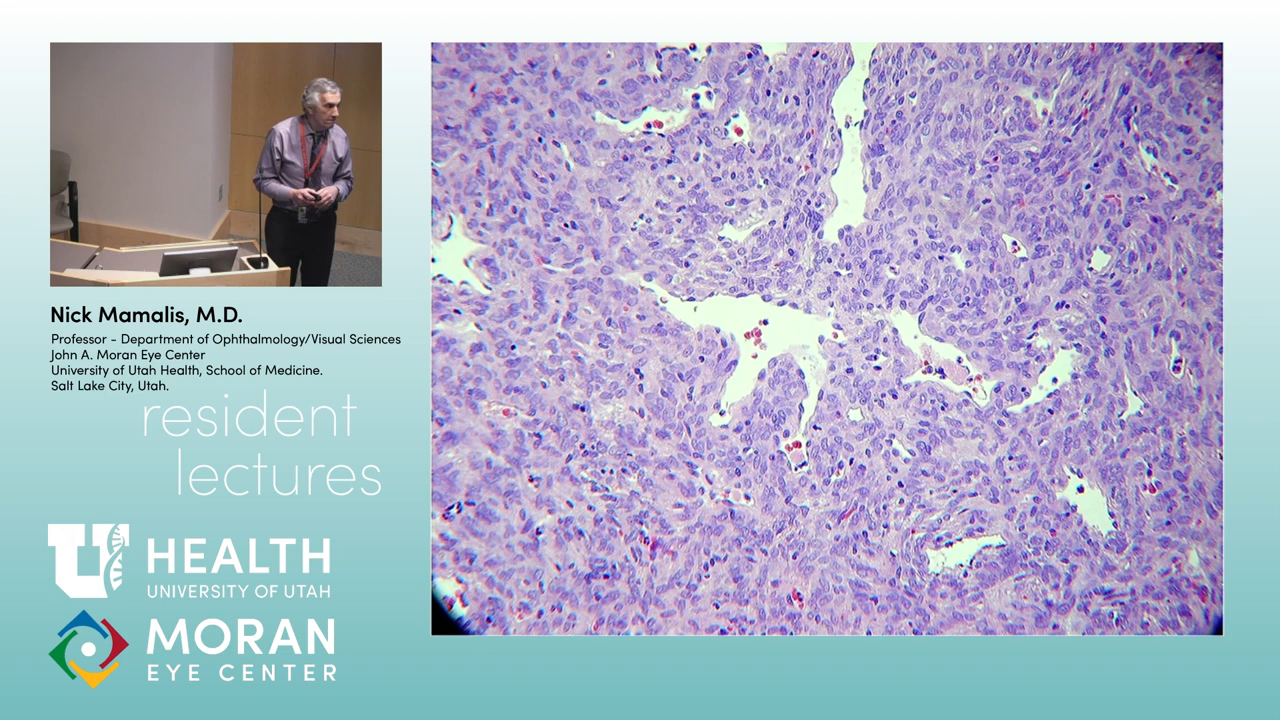 Nick Mamalis, M.D.
Professor - Department of Ophthalmology/Visual Sciences
John A. Moran Eye Center
University of Utah Health, School of Medicine.
Salt Lake City, Utah.
resident
lectures
U HEALTH
UNIVERSITY OF UTAH
MORAN
EYE CENTER